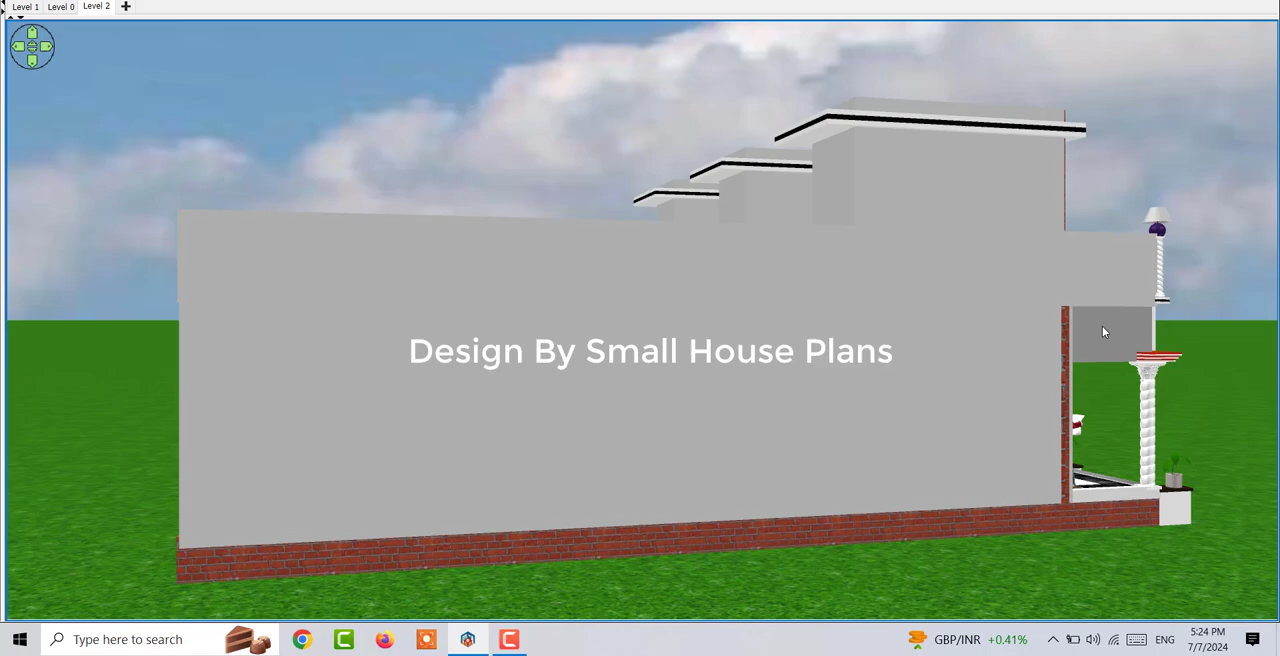 Level 1 Level 0 Level 2
Design By Small House Plans
Type here to search GBP/INR +0.41% ENG 5:24 PM
7/7/2024